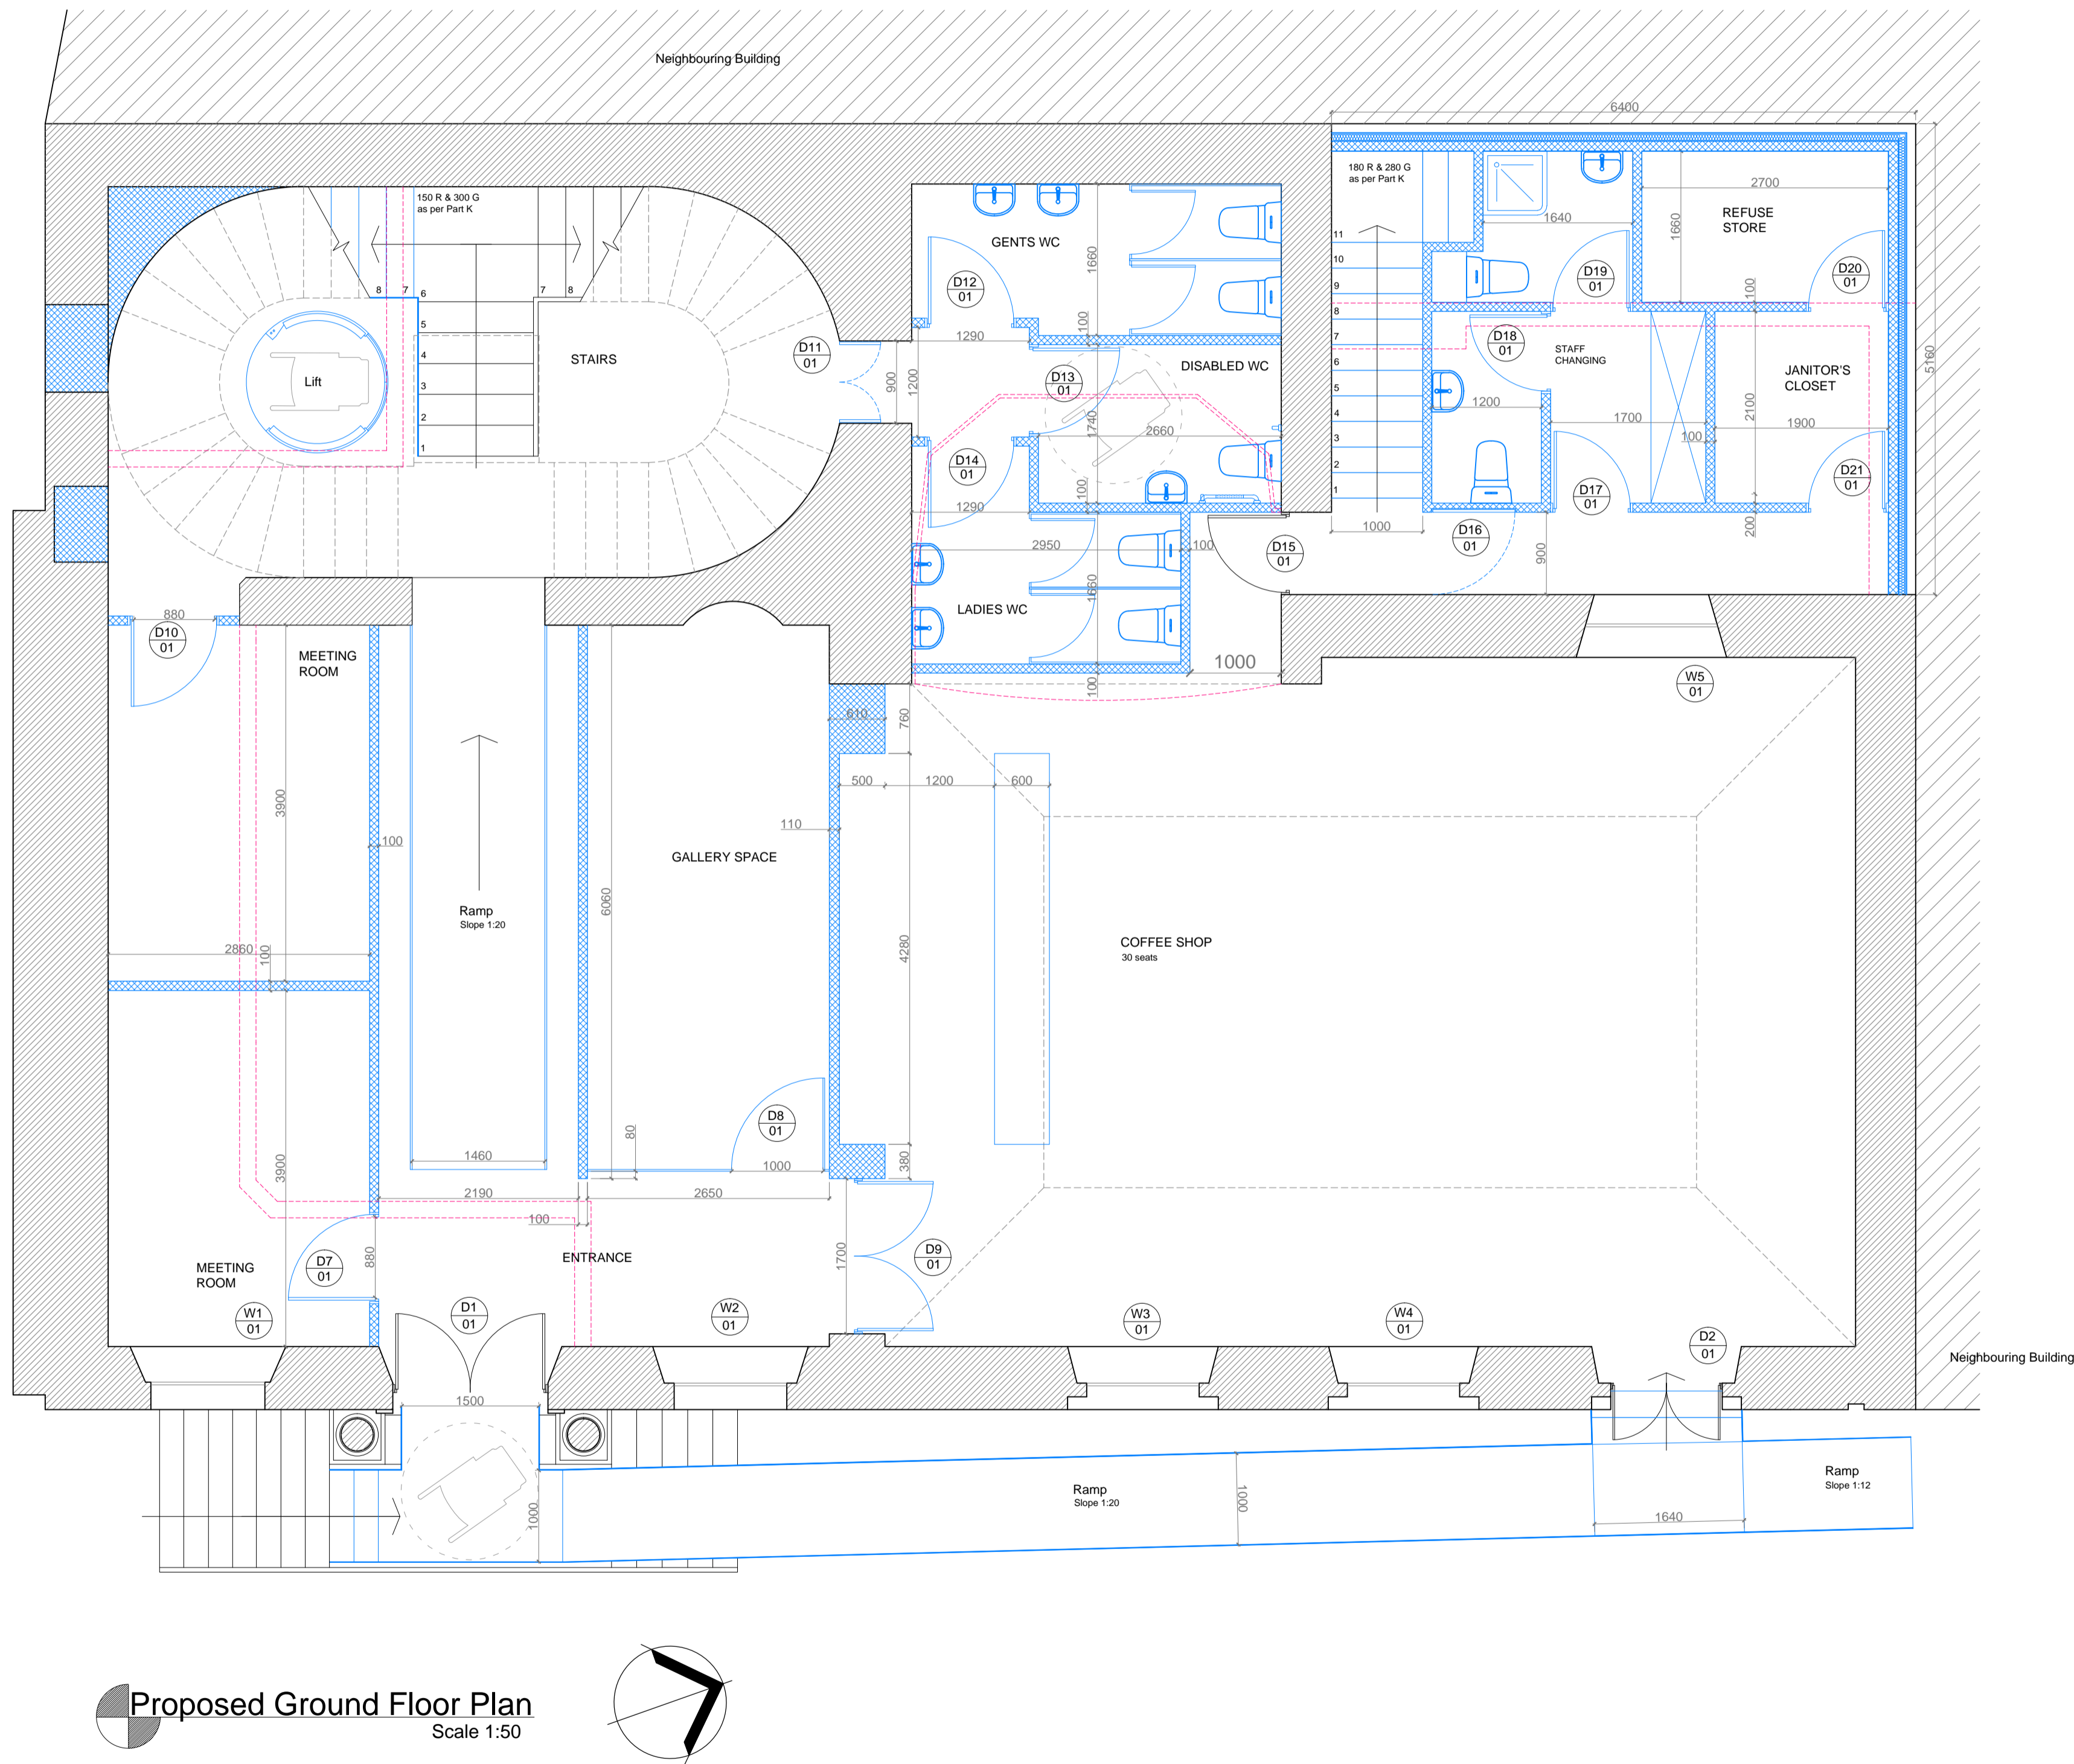 Neighbouring Building
6400
180 R & 280 G
as per Part K
150 R & 300 G
as per Part K
2700
REFUSE
STORE
1660
1640
GENTS WC
1660
D12
01
D19
01
D20
01
100
11
10
9
8
7
6
5
4
3
2
1
8
7
6
5
4
3
2
1
7
8
STAIRS
Lift
D11
01
900
1200
1290
100
D13
01
DISABLED WC
1740
2660
D18
01
STAFF
CHANGING
JANITOR'S
CLOSET
5160
1200
1700
2100
1900
100
D14
01
1290
100
D17
01
D21
01
D16
01
200
1000
900
2950
100
D15
01
LADIES WC
1660
1000
100
880
D10
01
MEETING
ROOM
W5
01
610
760
500
1200
600
3900
100
110
GALLERY SPACE
6060
Ramp
Slope 1:20
2860
100
4280
COFFEE SHOP
30 seats
D8
01
80
1000
1460
380
3900
2190
2650
100
ENTRANCE
1700
D9
01
880
D7
01
MEETING
ROOM
W1
01
D1
01
W2
01
W3
01
W4
01
D2
01
Neighbouring Building
1500
1000
Ramp
Slope 1:20
1000
Ramp
Slope 1:12
1640
Proposed Ground Floor Plan
Scale 1:50